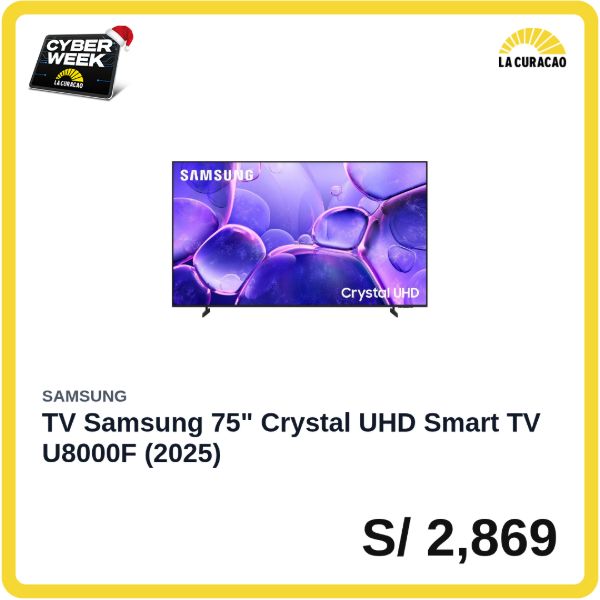 CYBER
WEEK
LA CURACAO
LA CURACAO
SAMSUNG
Crystal UHD
SAMSUNG
TV Samsung 75" Crystal UHD Smart TV
U8000F (2025)
S/ 2,869